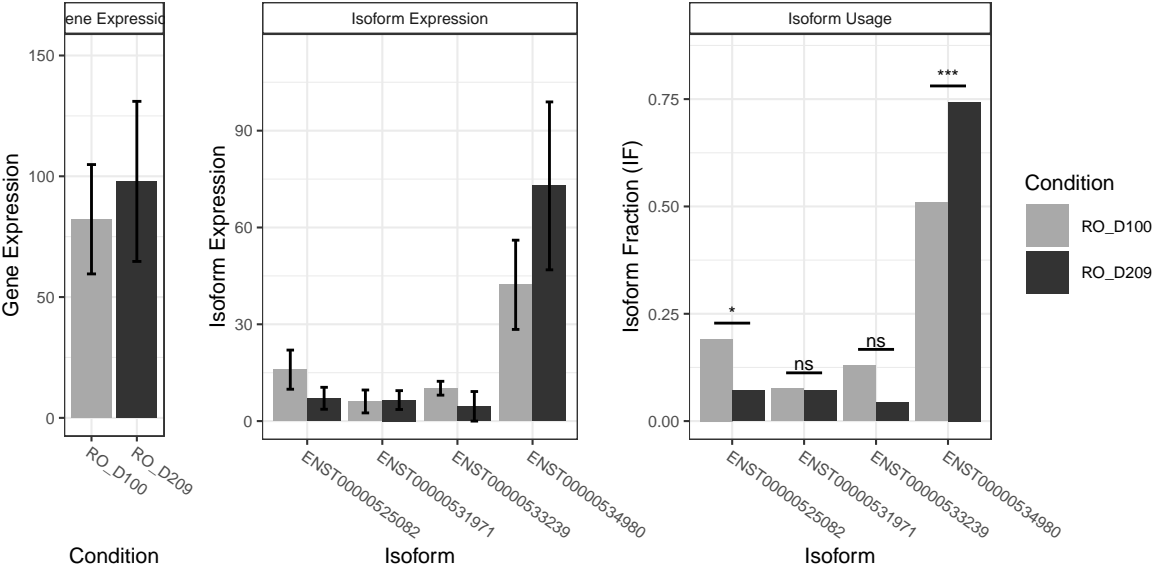 ene Expressio
Gene Expression
150
100
50
0
RO_D100
RO_D209
Condition
Isoform Expression
Isoform Expression
90
60
30
0
ENST00000525082
ENST00000531971
ENST00000533239
ENST00000534980
Isoform
Isoform Usage
Isoform Fraction (IF)
0.75
0.50
0.25
0.00
*
ns
ns
***
ENST00000525082
ENST00000531971
ENST00000533239
ENST00000534980
Isoform
Condition
RO_D100
RO_D209